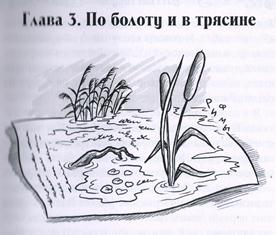 Глава 3. По болоту и в трясине